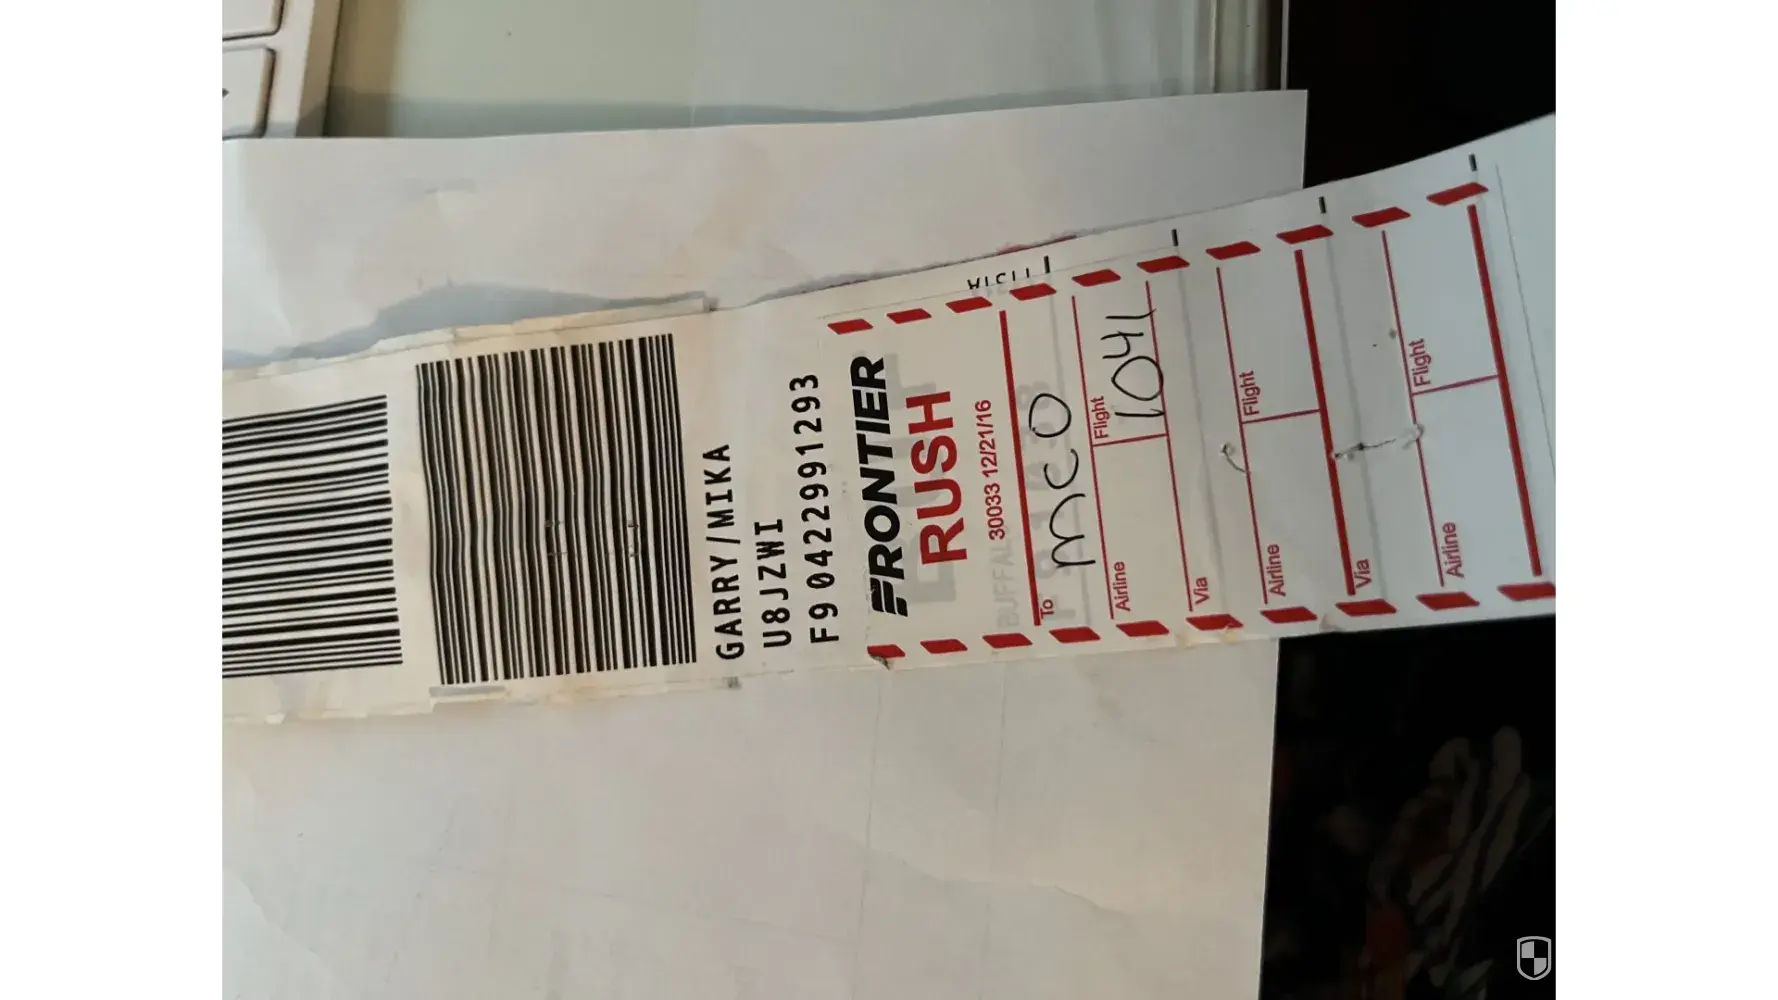 GARRY/MIKA
U8JZWI
F9 0422991293
FRONTIER
RUSH
30033 12/21/16
BUFFAL
To
MCO
Airline
Flight
1041
Via
Airline
Flight
Via
Airline
Flight